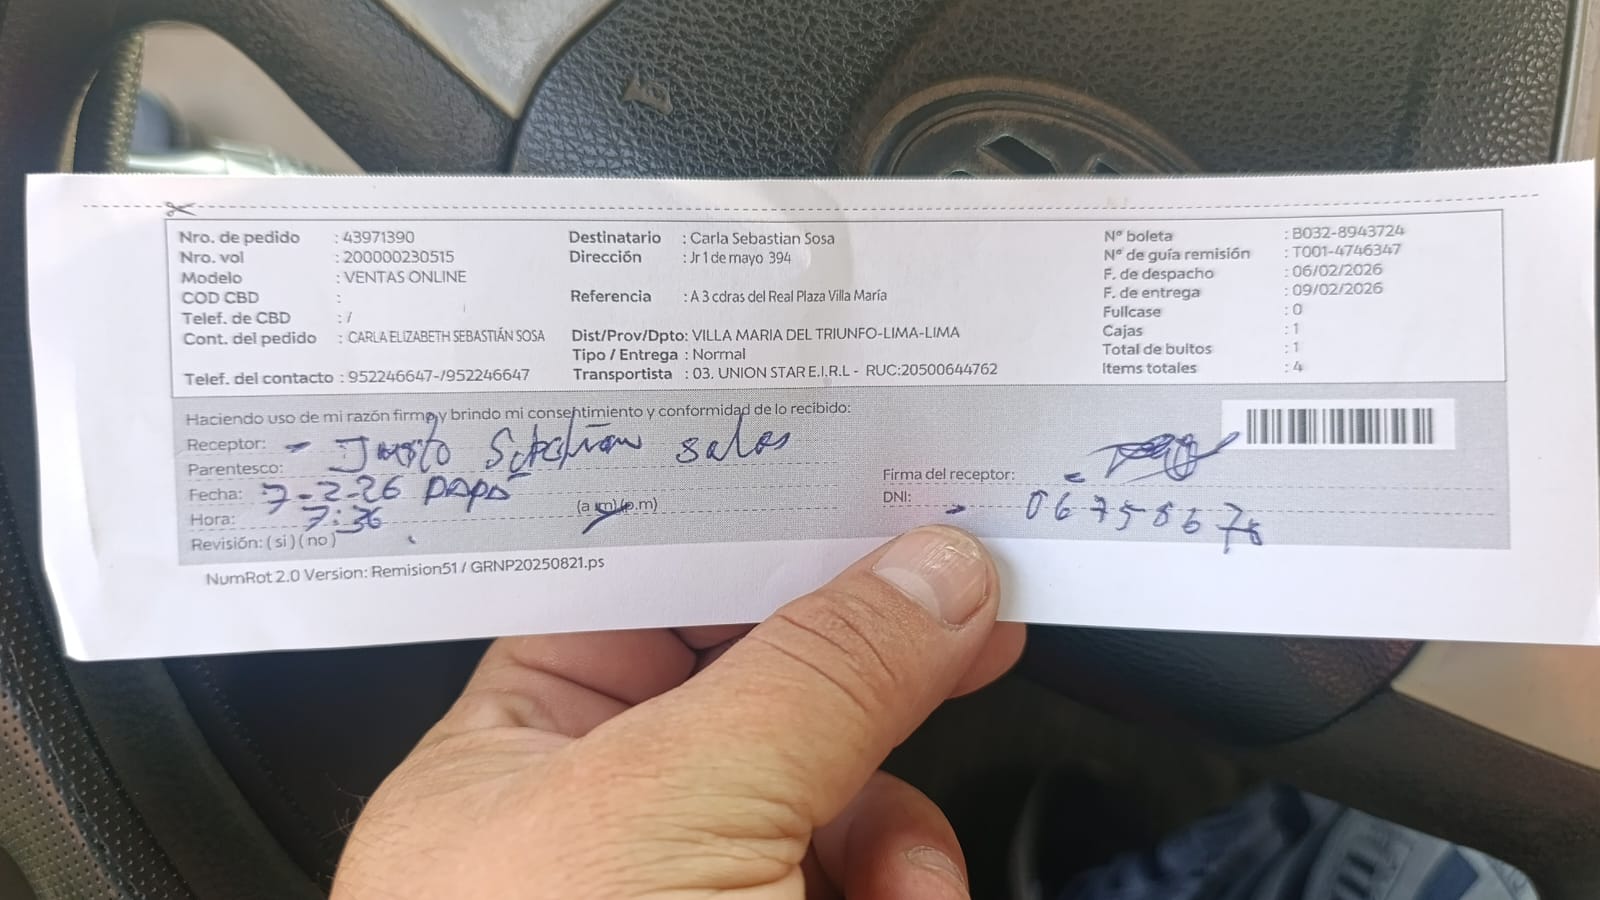 Nro. de pedido : 43971390
Nro. vol : 200000230515
Modelo : VENTAS ONLINE
COD CBD :
Telef. de CBD : /
Cont. del pedido : CARLA ELIZABETH SEBASTIÁN SOSA
Telef. del contacto : 952246647-/952246647
Destinatario : Carla Sebastian Sosa
Dirección : Jr 1 de mayo 394
Referencia : A 3 cdras del Real Plaza Villa María
Dist/Prov/Dpto: VILLA MARIA DEL TRIUNFO-LIMA-LIMA
Tipo / Entrega : Normal
Transportista : 03. UNION STAR E.I.R.L - RUC:20500644762
N° boleta : B032-8943724
N° de guía remisión : T001-4746347
F. de despacho : 06/02/2026
F. de entrega : 09/02/2026
Fullcase : 0
Cajas : 1
Total de bultos : 1
Items totales : 4
Haciendo uso de mi razón firmo y brindo mi consentimiento y conformidad de lo recibido:
Receptor: - Justo salas
Parentesco: PAPÁ
Fecha: 7-2-26
Hora: 7:36 (a.m) (p.m)
Revisión: ( si ) ( no )
Firma del receptor:
DNI: - 067586
NumRot 2.0 Version: Remision51 / GRNP20250821.ps